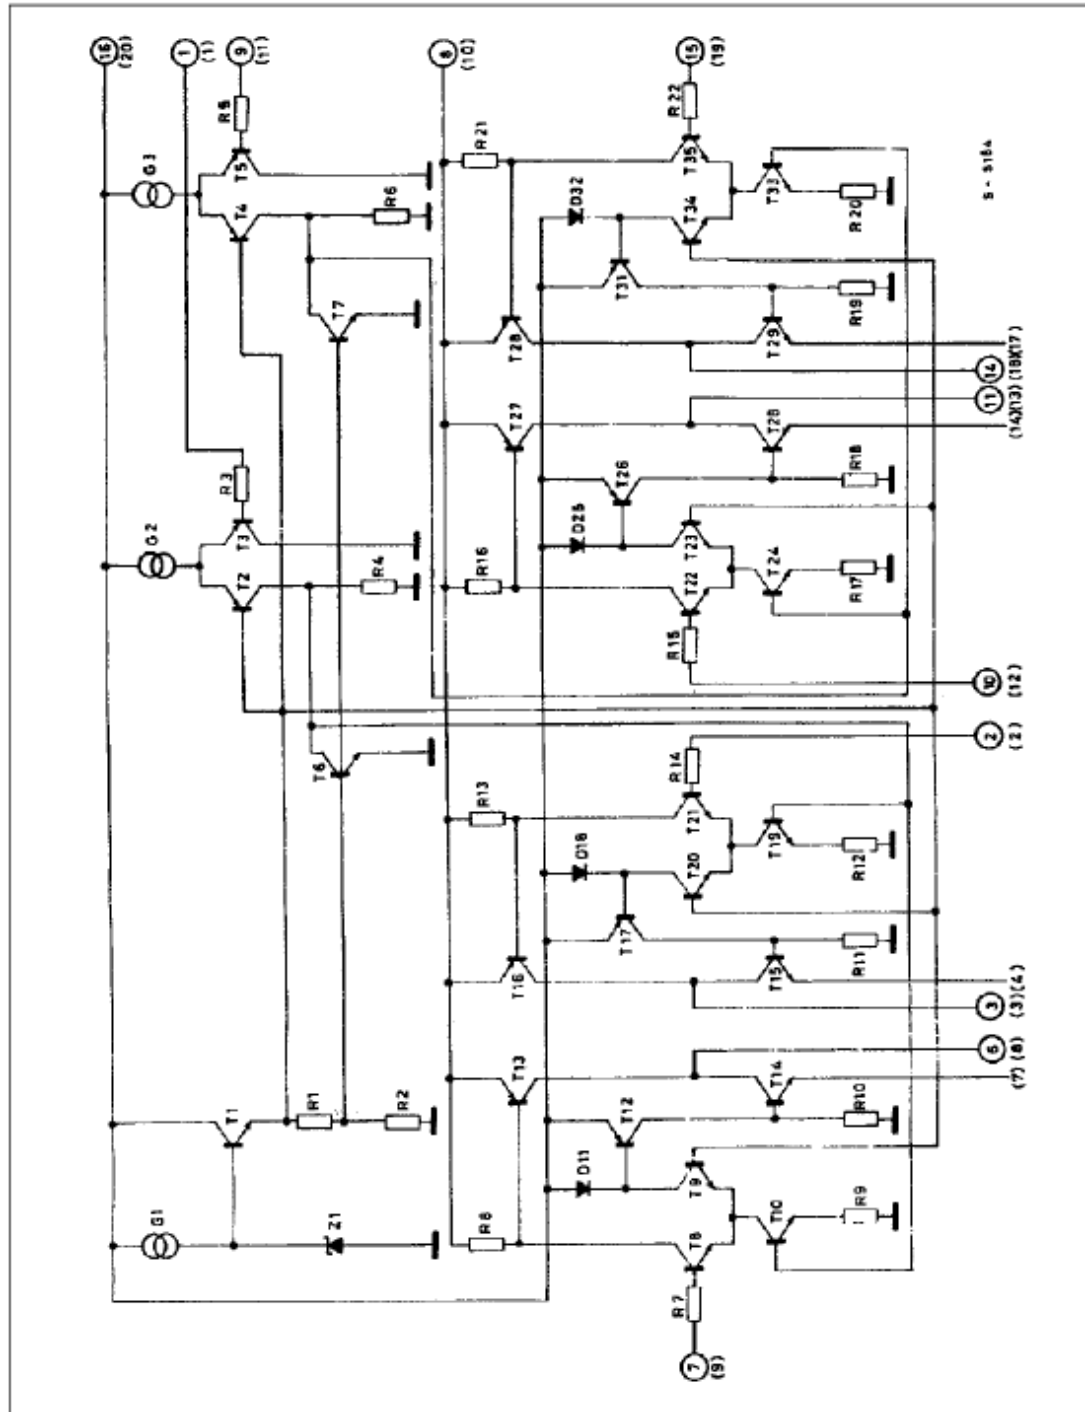 16
(20)
1
(1)
9
(11)
8
(10)
15
(19)
G3
R5
T5
T4
R6
T7
R21
R22
T35
T34
D32
T31
T33
R20
R19
T28
T29
S - 5164
14
(18)(17)
11
(14)(13)
G2
R3
T3
T2
R4
T27
T26
D25
R16
T28
R18
T23
T22
T24
R17
R15
10
(12)
2
(2)
T6
R13
R14
T21
T20
D18
T17
T19
R12
R11
T16
T15
3
(3)(4)
T13
T14
6
(7)(8)
T12
R10
T1
R1
R2
G1
Z1
D11
R8
T9
T8
T10
R9
R7
7
(9)